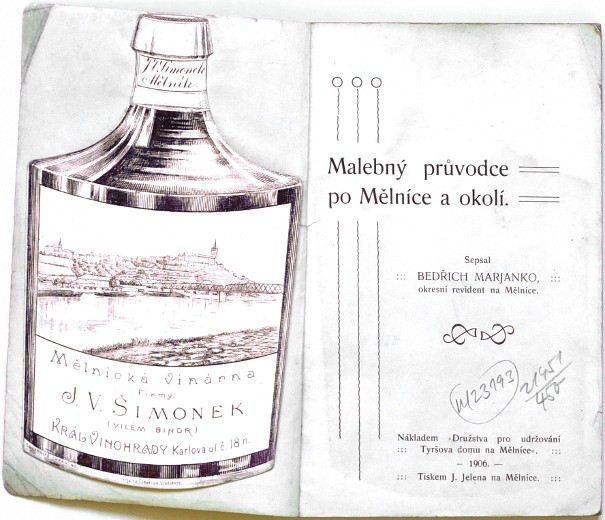 J. V. Šimonek
Mělník
Mělnická vinárna
firmy
J. V. ŠIMONEK
(VILÉM BINDR)
KRÁL. VINOHRADY Karlova ul. č. 18 n.
Malebný průvodce
po Mělníce a okolí.
Sepsal
::: BEDŘICH MARJANKO, :::
okresní revident na Mělnice.
Nákladem »Družstva pro udržování
::: Tyršova domu na Mělníce«. :::
— 1906. —
::: Tiskem J. Jelena na Mělníce. :::